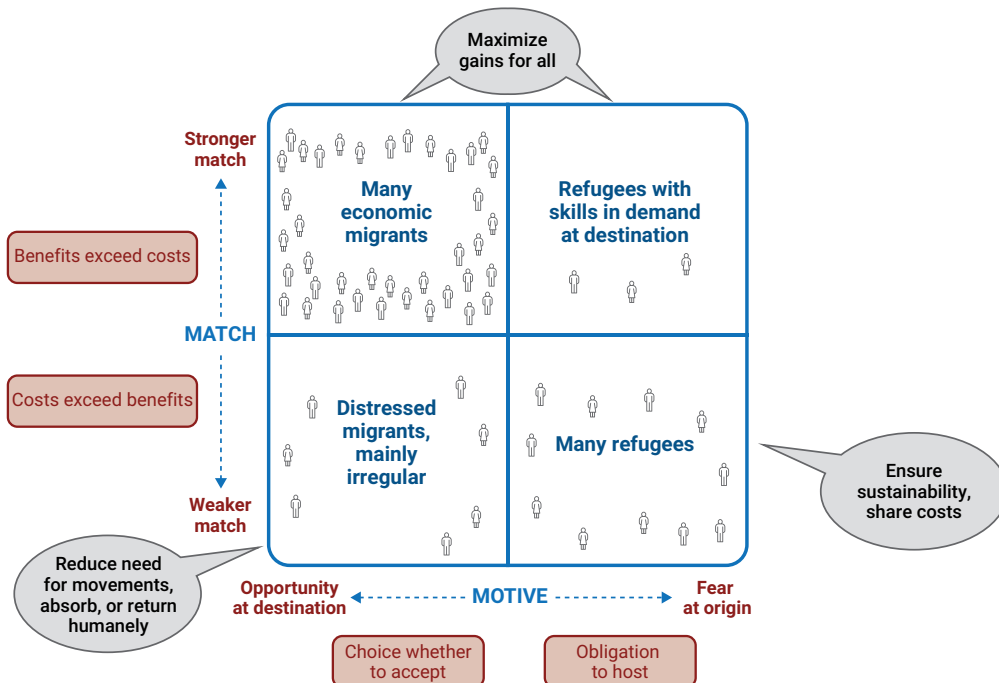 Maximize
gains for all
Stronger
match
Many
economic
migrants
Refugees with
skills in demand
at destination
Benefits exceed costs
MATCH
Costs exceed benefits
Distressed
migrants,
mainly
irregular
Many refugees
Ensure
sustainability,
share costs
Weaker
match
Reduce need
for movements,
absorb, or return
humanely
Opportunity
at destination
MOTIVE
Fear
at origin
Choice whether
to accept
Obligation
to host